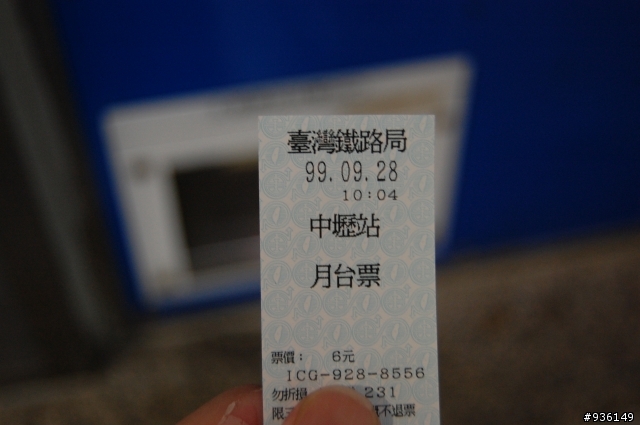 臺灣鐵路局
99.09.28
10:04
中壢站
月台票
票價： 6元
ICG-928-8556
勿折損 231
限 不退票
#936149